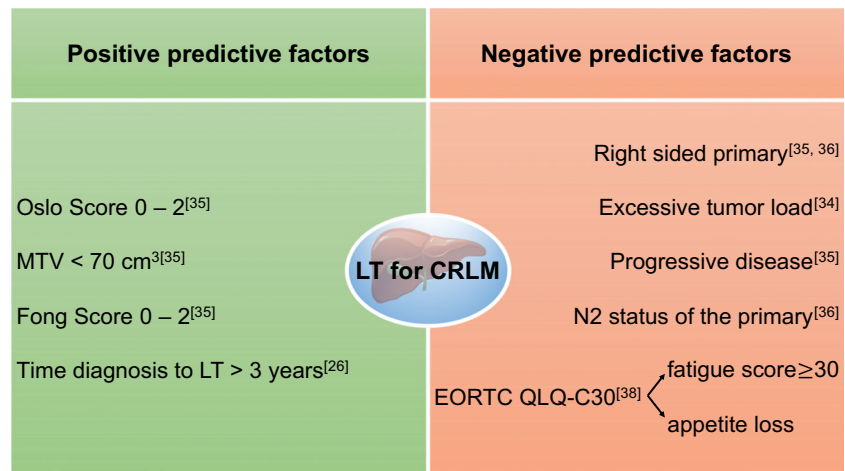 Positive predictive factors
Negative predictive factors
Oslo Score 0 – 2[35]
MTV < 70 cm3[35]
Fong Score 0 – 2[35]
Time diagnosis to LT > 3 years[26]
LT for CRLM
Right sided primary[35, 36]
Excessive tumor load[34]
Progressive disease[35]
N2 status of the primary[36]
EORTC QLQ-C30[38]
fatigue score≥30
appetite loss